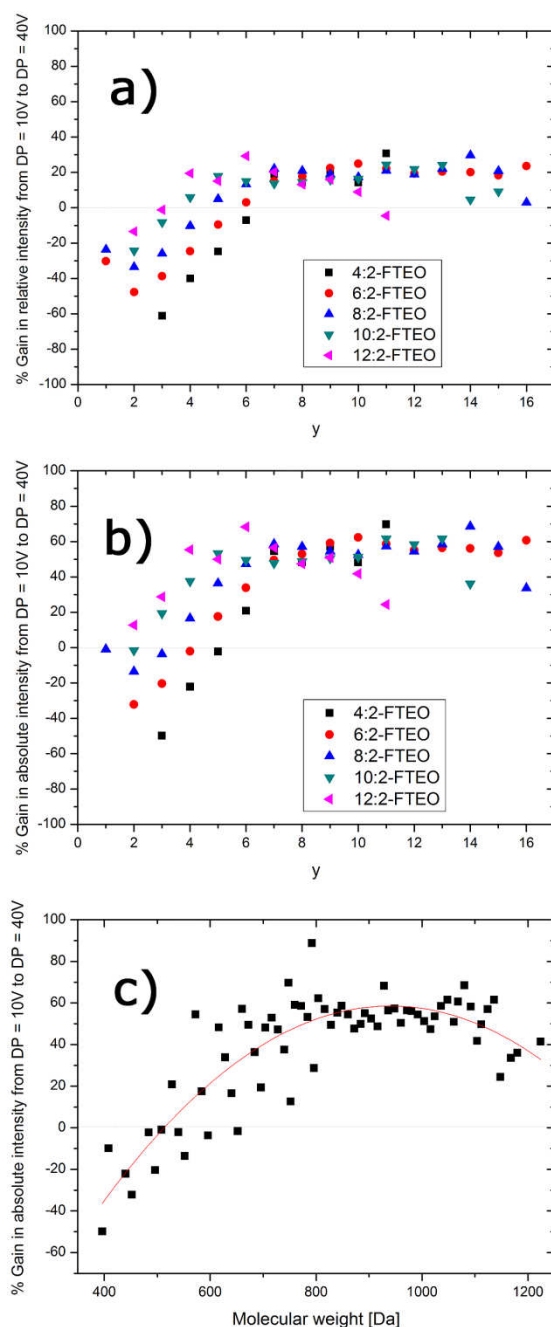 % Gain in relative intensity from DP = 10V to DP = 40V
100
80
60
40
20
0
-20
-40
-60
-80
-100
a)
4:2-FTEO
6:2-FTEO
8:2-FTEO
10:2-FTEO
12:2-FTEO
0 2 4 6 8 10 12 14 16
y
% Gain in absolute intensity from DP = 10V to DP = 40V
100
80
60
40
20
0
-20
-40
-60
-80
-100
b)
4:2-FTEO
6:2-FTEO
8:2-FTEO
10:2-FTEO
12:2-FTEO
0 2 4 6 8 10 12 14 16
y
% Gain in absolute intensity from DP = 10V to DP = 40V
100
80
60
40
20
0
-20
-40
-60
c)
400 600 800 1000 1200
Molecular weight [Da]